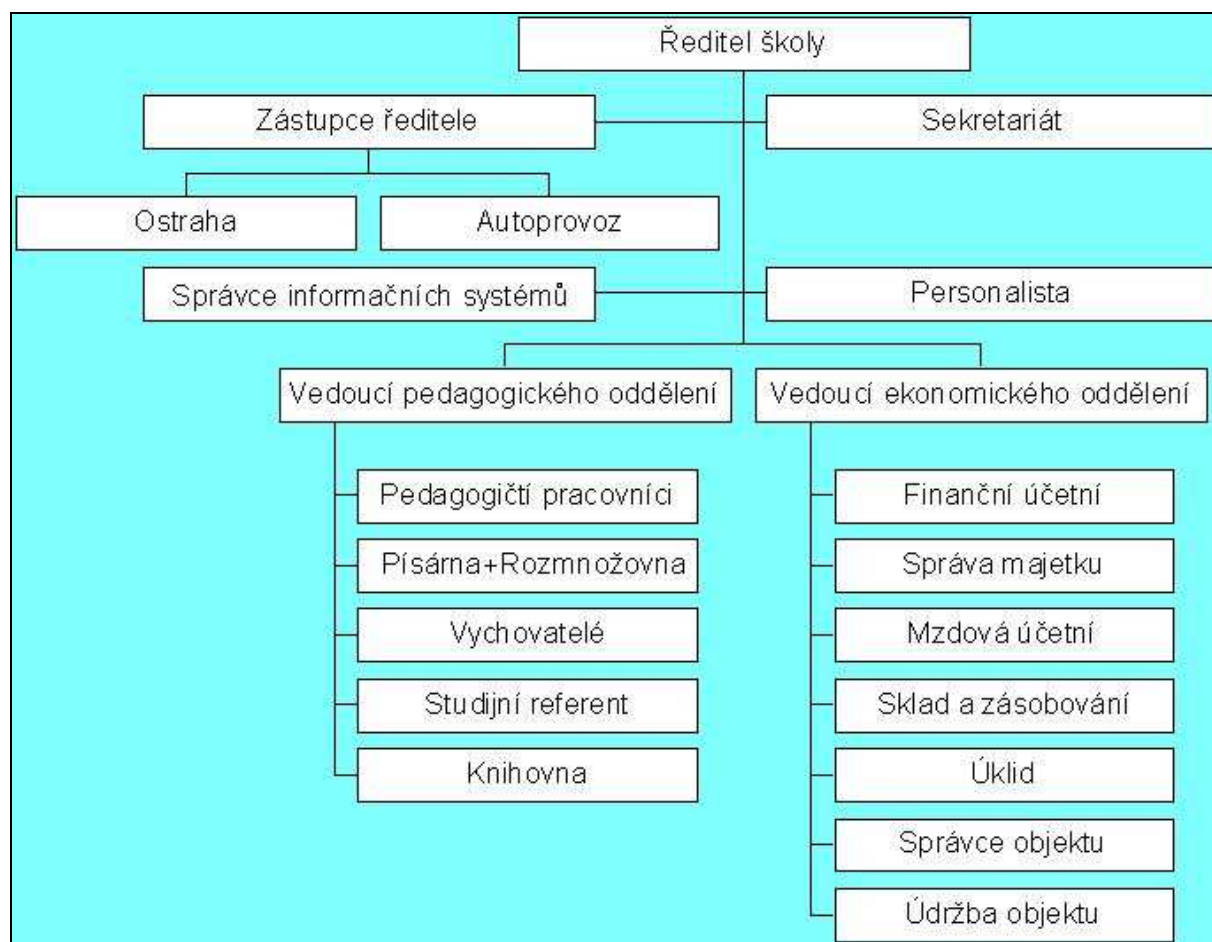 Ředitel školy
Zástupce ředitele
Sekretariát
Ostraha
Autoprovoz
Správce informačních systémů
Personalista
Vedoucí pedagogického oddělení
Vedoucí ekonomického oddělení
Pedagogičtí pracovníci
Písárna+Rozmnožovna
Vychovatelé
Studijní referent
Knihovna
Finanční účetní
Správa majetku
Mzdová účetní
Sklad a zásobování
Úklid
Správce objektu
Údržba objektu